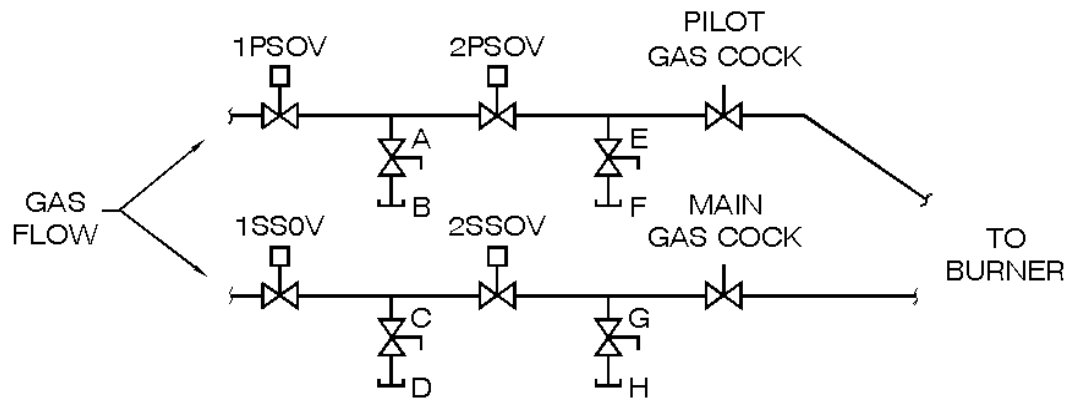 1PSOV
2PSOV
PILOT
GAS COCK
A
B
E
F
GAS
FLOW
1SS0V
2SSOV
MAIN
GAS COCK
TO
BURNER
C
D
G
H